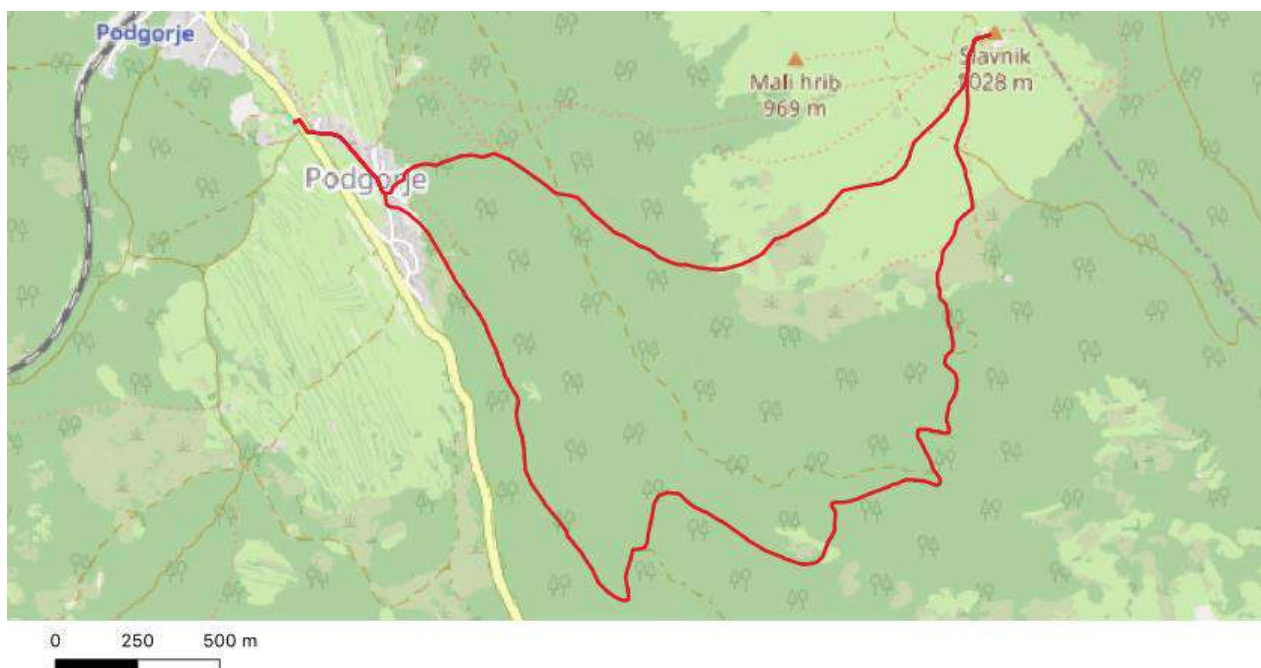 Podgorje
Slavnik
1028 m
Mali hrib
969 m
Podgorje
0 250 500 m